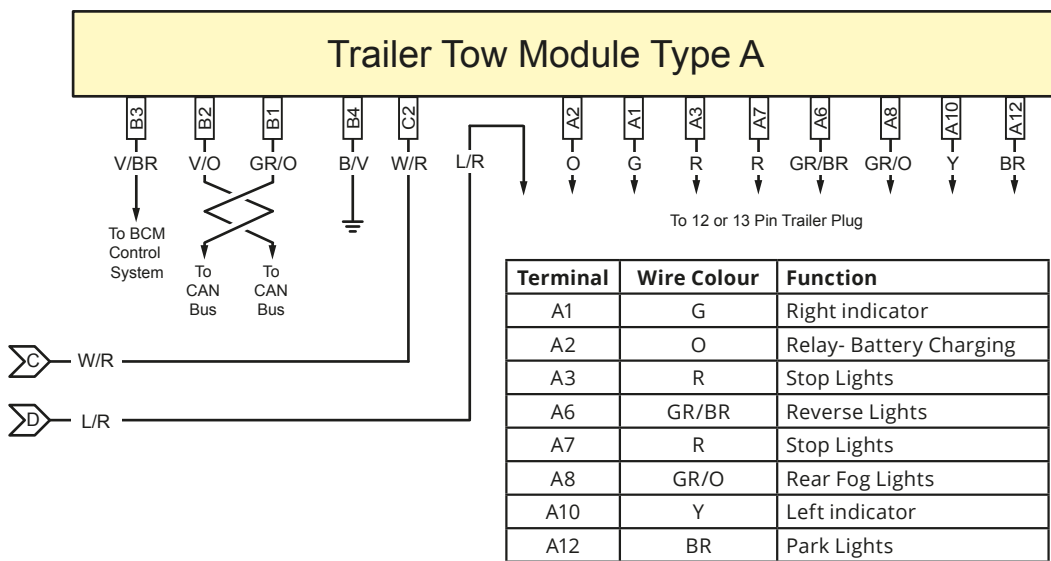 Trailer Tow Module Type A
B3 B2 B1 B4 C2 A2 A1 A3 A7 A6 A8 A10 A12
V/BR V/O GR/O B/V W/R L/R O G R R GR/BR GR/O Y BR
To BCM
Control
System
To
CAN
Bus
To
CAN
Bus
To 12 or 13 Pin Trailer Plug
C W/R
D L/R
Terminal Wire Colour Function
A1 G Right indicator
A2 O Relay- Battery Charging
A3 R Stop Lights
A6 GR/BR Reverse Lights
A7 R Stop Lights
A8 GR/O Rear Fog Lights
A10 Y Left indicator
A12 BR Park Lights